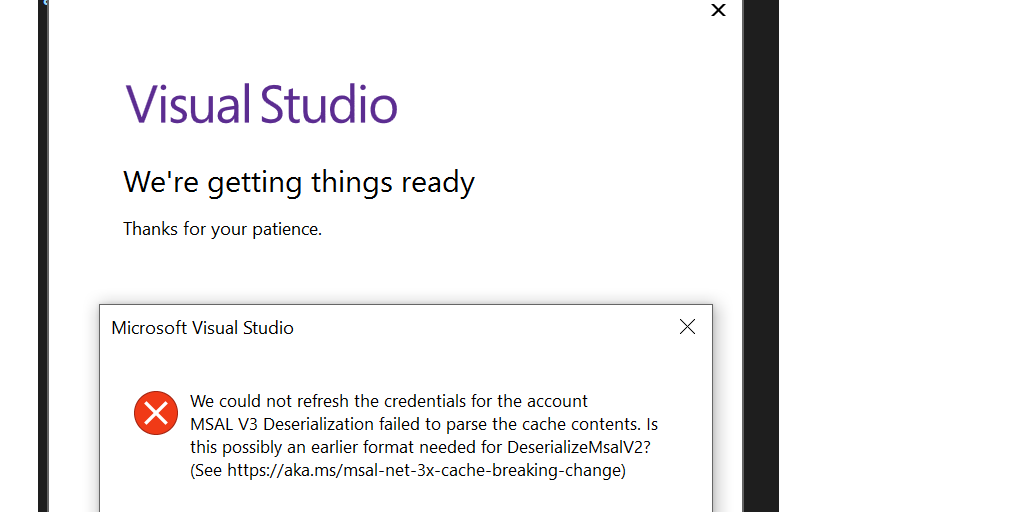 Visual Studio
We're getting things ready
Thanks for your patience.
Microsoft Visual Studio
We could not refresh the credentials for the account
MSAL V3 Deserialization failed to parse the cache contents. Is
this possibly an earlier format needed for DeserializeMsalV2?
(See https://aka.ms/msal-net-3x-cache-breaking-change)